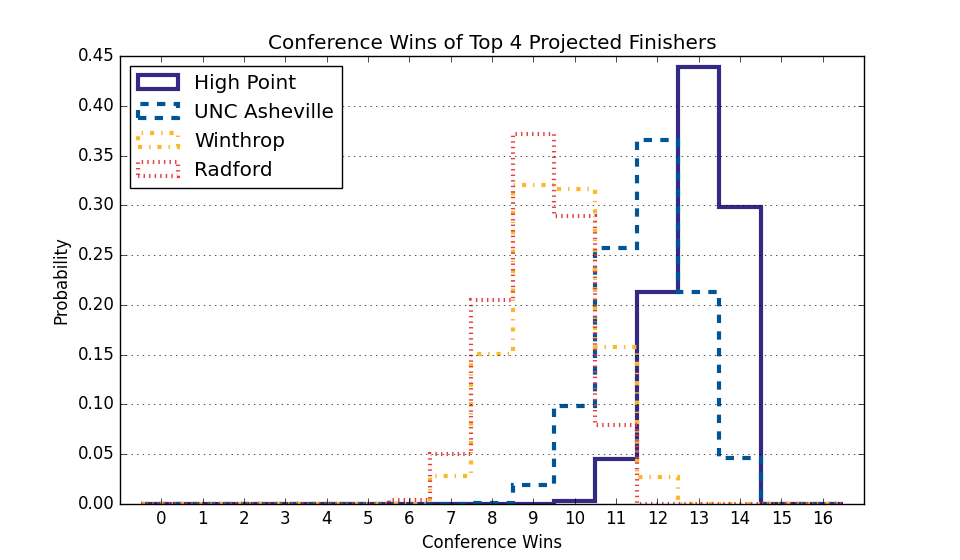 Conference Wins of Top 4 Projected Finishers
High Point
UNC Asheville
Winthrop
Radford
Probability
0.45
0.40
0.35
0.30
0.25
0.20
0.15
0.10
0.05
0.00
0 1 2 3 4 5 6 7 8 9 10 11 12 13 14 15 16
Conference Wins